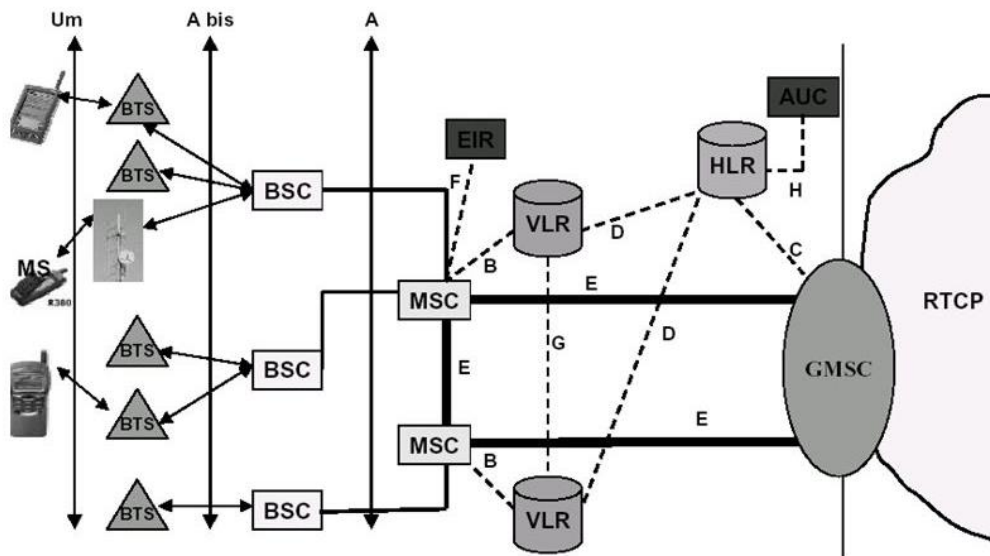 Um
A bis
A
BTS
BTS
MS
R380
BTS
BTS
BTS
BSC
BSC
BSC
EIR
F
VLR
B
D
HLR
AUC
H
C
MSC
E
G
D
E
MSC
E
B
VLR
GMSC
RTCP